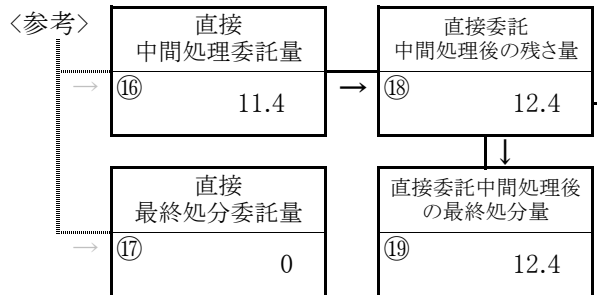 〈参考〉
直接
中間処理委託量
⑯
11.4
→
→
直接委託
中間処理後の残さ量
⑱
12.4
↓
直接
最終処分委託量
⑰
0
→
直接委託中間処理後
の最終処分量
⑲
12.4